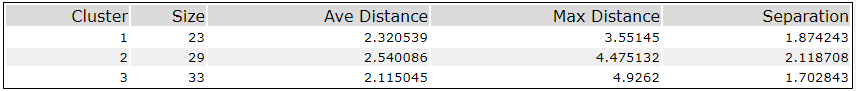 Cluster Size Ave Distance Max Distance Separation
1 23 2.320539 3.55145 1.874243
2 29 2.540086 4.475132 2.118708
3 33 2.115045 4.9262 1.702843